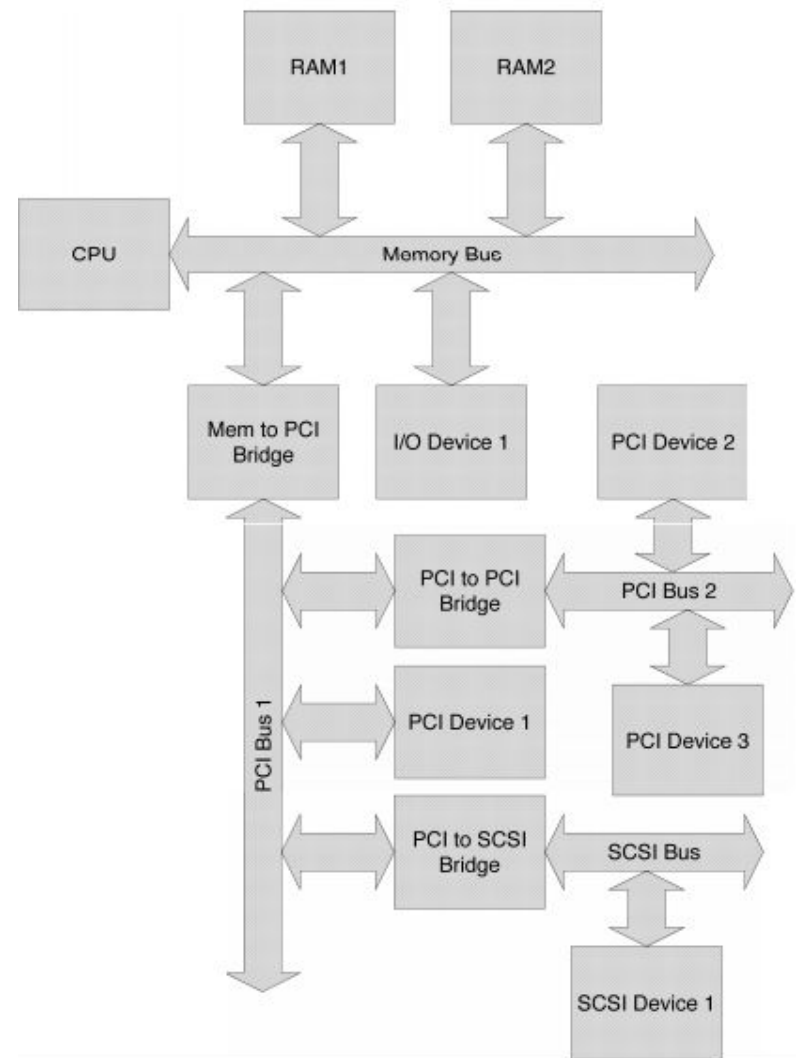 RAM1
RAM2
CPU
Memory Bus
Mem to PCI
Bridge
I/O Device 1
PCI Device 2
PCI to PCI
Bridge
PCI Bus 2
PCI Bus 1
PCI Device 1
PCI Device 3
PCI to SCSI
Bridge
SCSI Bus
SCSI Device 1